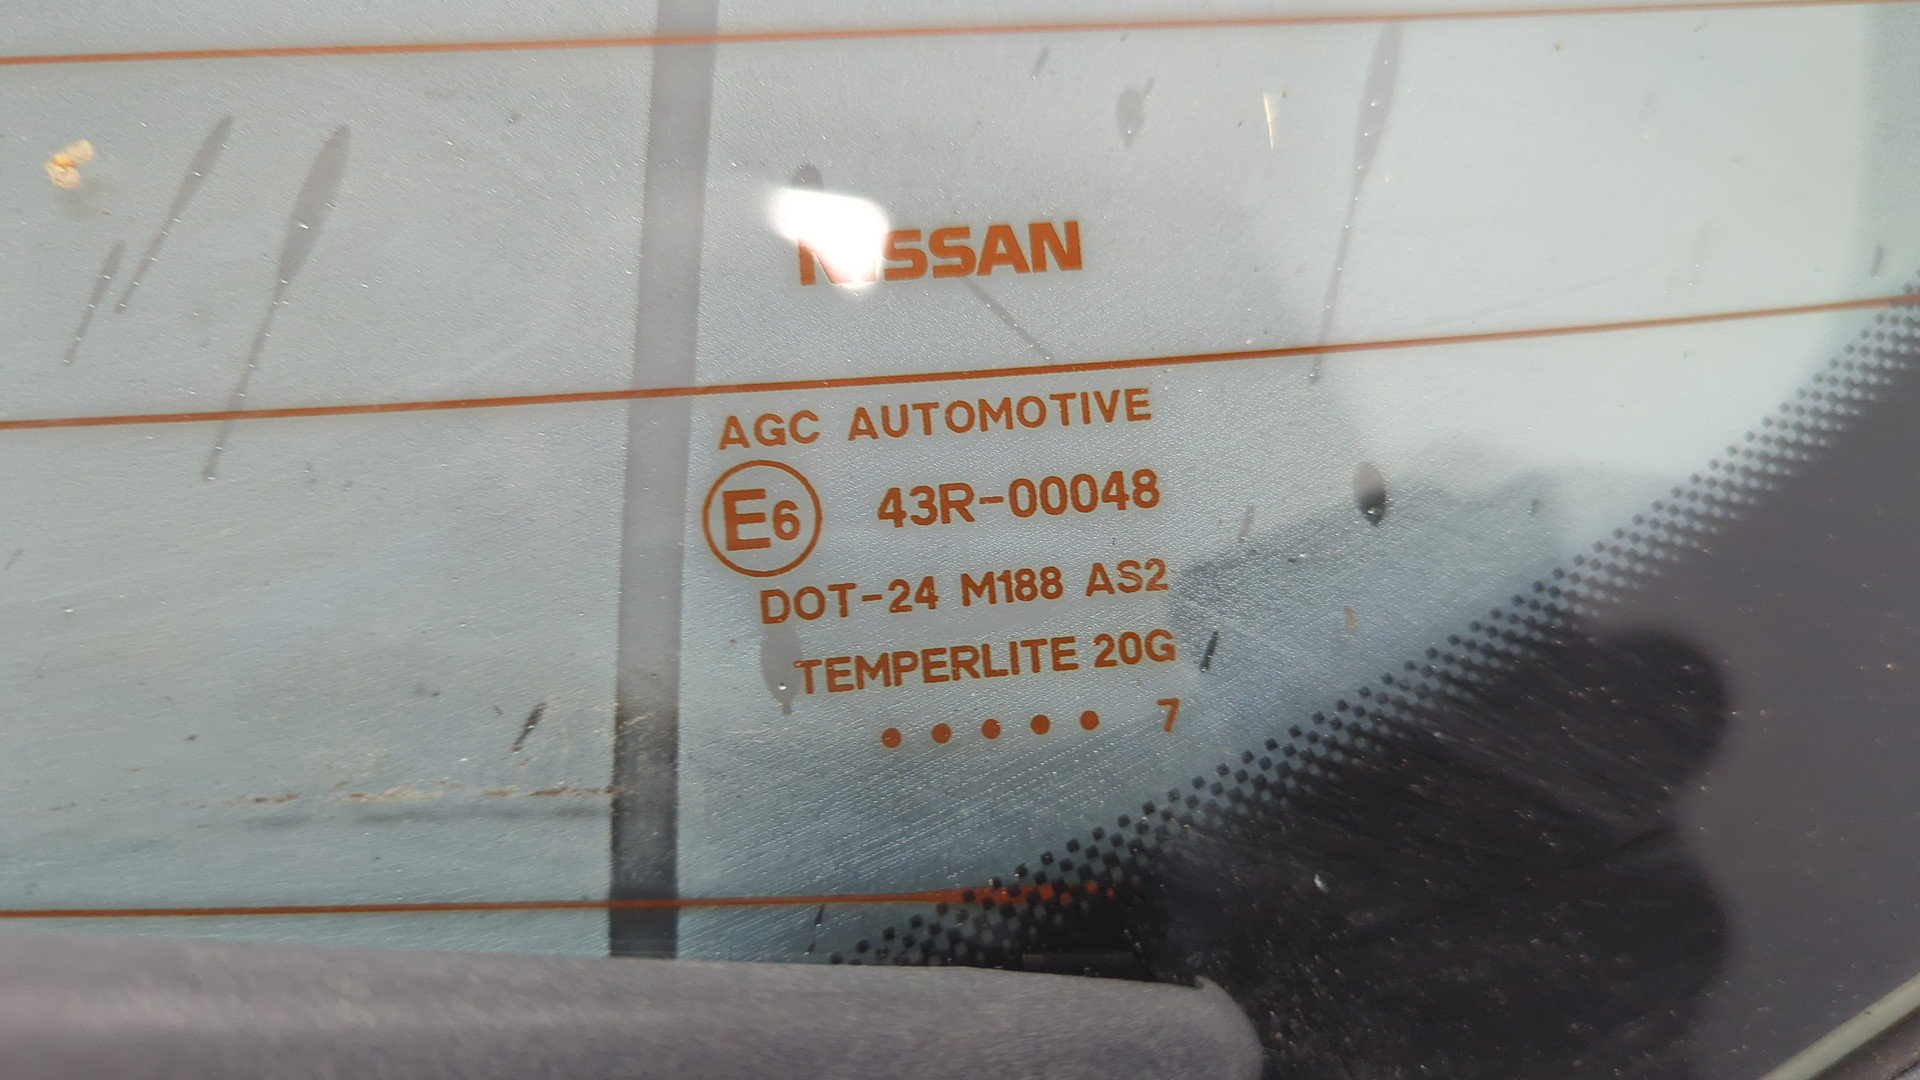 NISSAN
AGC AUTOMOTIVE
E6 43R-00048
DOT-24 M188 AS2
TEMPERLITE 20G
• • • • • 7